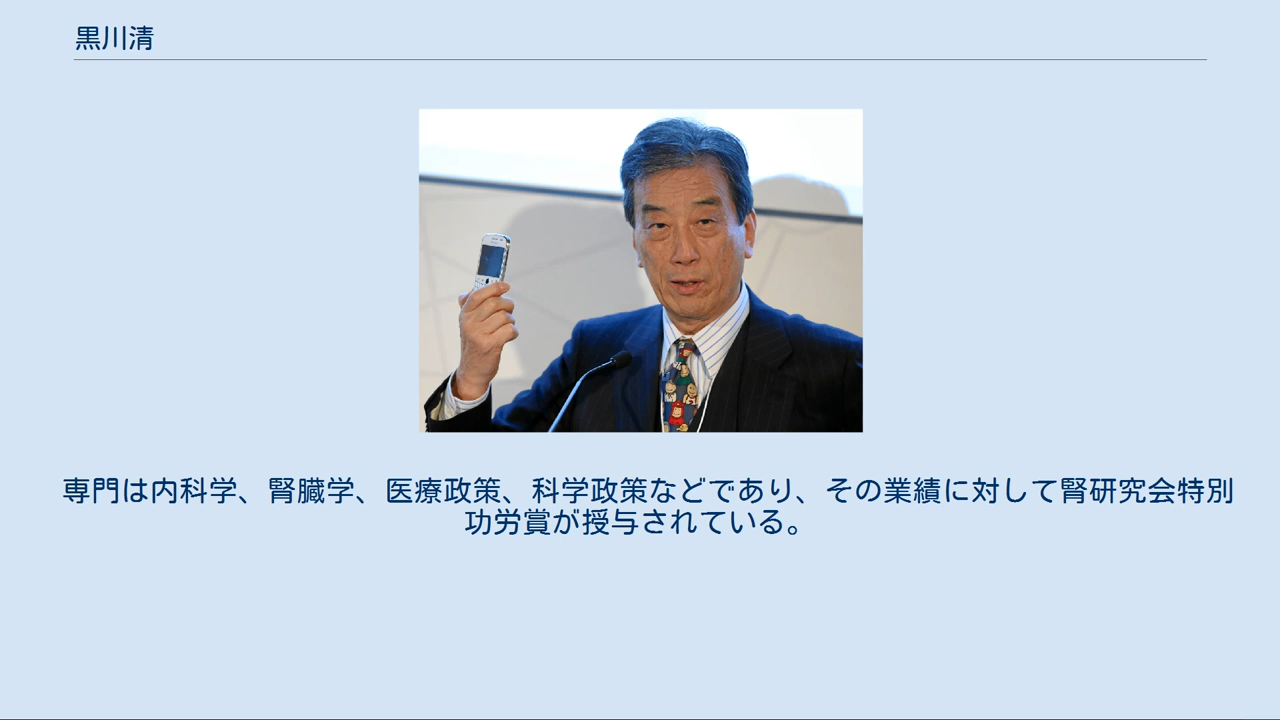 黒川清
専門は内科学、腎臓学、医療政策、科学政策などであり、その業績に対して腎研究会特別
功労賞が授与されている。